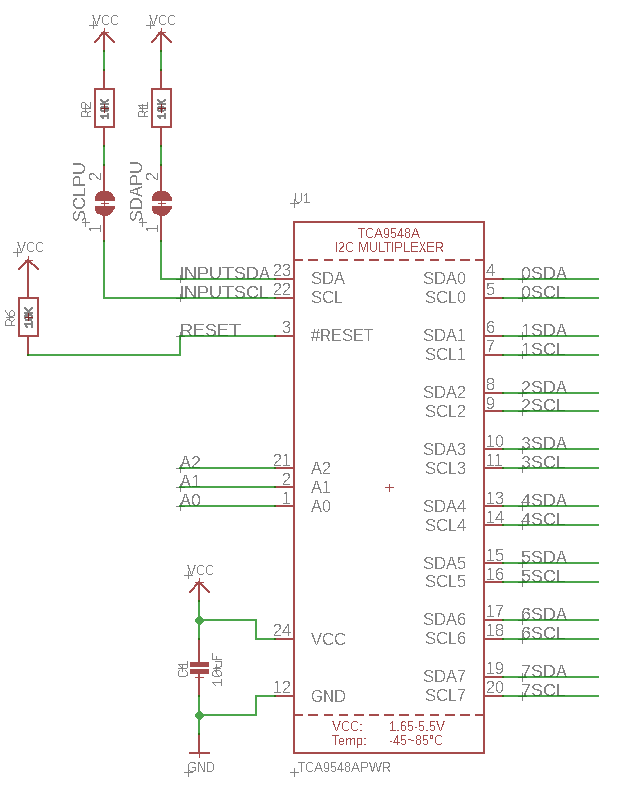 VCC VCC
R2 10K R1 10K
SCLPU 2 1 SDAPU 2 1
U1
TCA9548A
I2C MULTIPLEXER
VCC
10K
INPUTSDA 23 SDA SDA0 4 0SDA
INPUTSCL 22 SCL SCL0 5 0SCL
RESET 3 #RESET SDA1 6 1SDA
SCL1 7 1SCL
SDA2 8 2SDA
SCL2 9 2SCL
SDA3 10 3SDA
A2 21 A2 SCL3 11 3SCL
A1 2 A1
A0 1 A0 SDA4 13 4SDA
SCL4 14 4SCL
SDA5 15 5SDA
VCC SCL5 16 5SCL
SDA6 17 6SDA
24 VCC SCL6 18 6SCL
C1 10uF
SDA7 19 7SDA
12 GND SCL7 20 7SCL
VCC: 1.65-5.5V
Temp: -45~85°C
GND TCA9548APWR